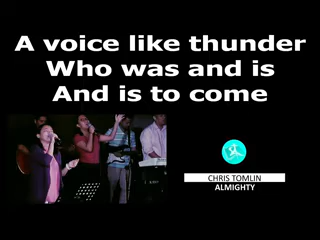 A voice like thunder
Who was and is
And is to come
CHRIS TOMLIN
ALMIGHTY